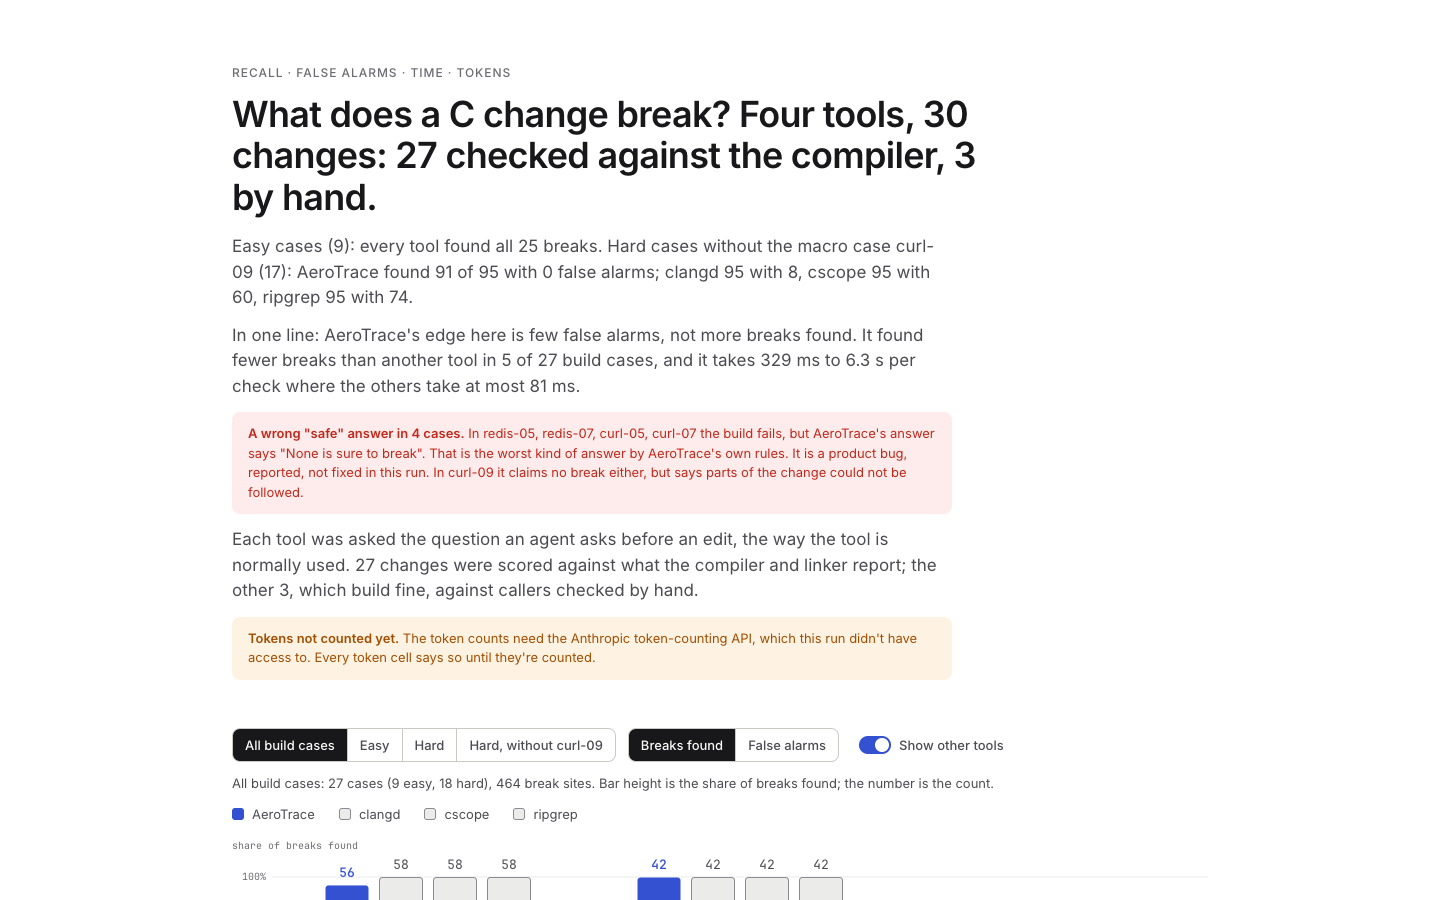 RECALL · FALSE ALARMS · TIME · TOKENS
What does a C change break? Four tools, 30
changes: 27 checked against the compiler, 3
by hand.
Easy cases (9): every tool found all 25 breaks. Hard cases without the macro case curl-
09 (17): AeroTrace found 91 of 95 with 0 false alarms; clangd 95 with 8, cscope 95 with
60, ripgrep 95 with 74.
In one line: AeroTrace's edge here is few false alarms, not more breaks found. It found
fewer breaks than another tool in 5 of 27 build cases, and it takes 329 ms to 6.3 s per
check where the others take at most 81 ms.
A wrong "safe" answer in 4 cases. In redis-05, redis-07, curl-05, curl-07 the build fails, but AeroTrace's answer
says "None is sure to break". That is the worst kind of answer by AeroTrace's own rules. It is a product bug,
reported, not fixed in this run. In curl-09 it claims no break either, but says parts of the change could not be
followed.
Each tool was asked the question an agent asks before an edit, the way the tool is
normally used. 27 changes were scored against what the compiler and linker report; the
other 3, which build fine, against callers checked by hand.
Tokens not counted yet. The token counts need the Anthropic token-counting API, which this run didn't have
access to. Every token cell says so until they're counted.
All build cases Easy Hard Hard, without curl-09 Breaks found False alarms Show other tools
All build cases: 27 cases (9 easy, 18 hard), 464 break sites. Bar height is the share of breaks found; the number is the count.
AeroTrace clangd cscope ripgrep
share of breaks found
56 58 58 58 42 42 42 42
100%